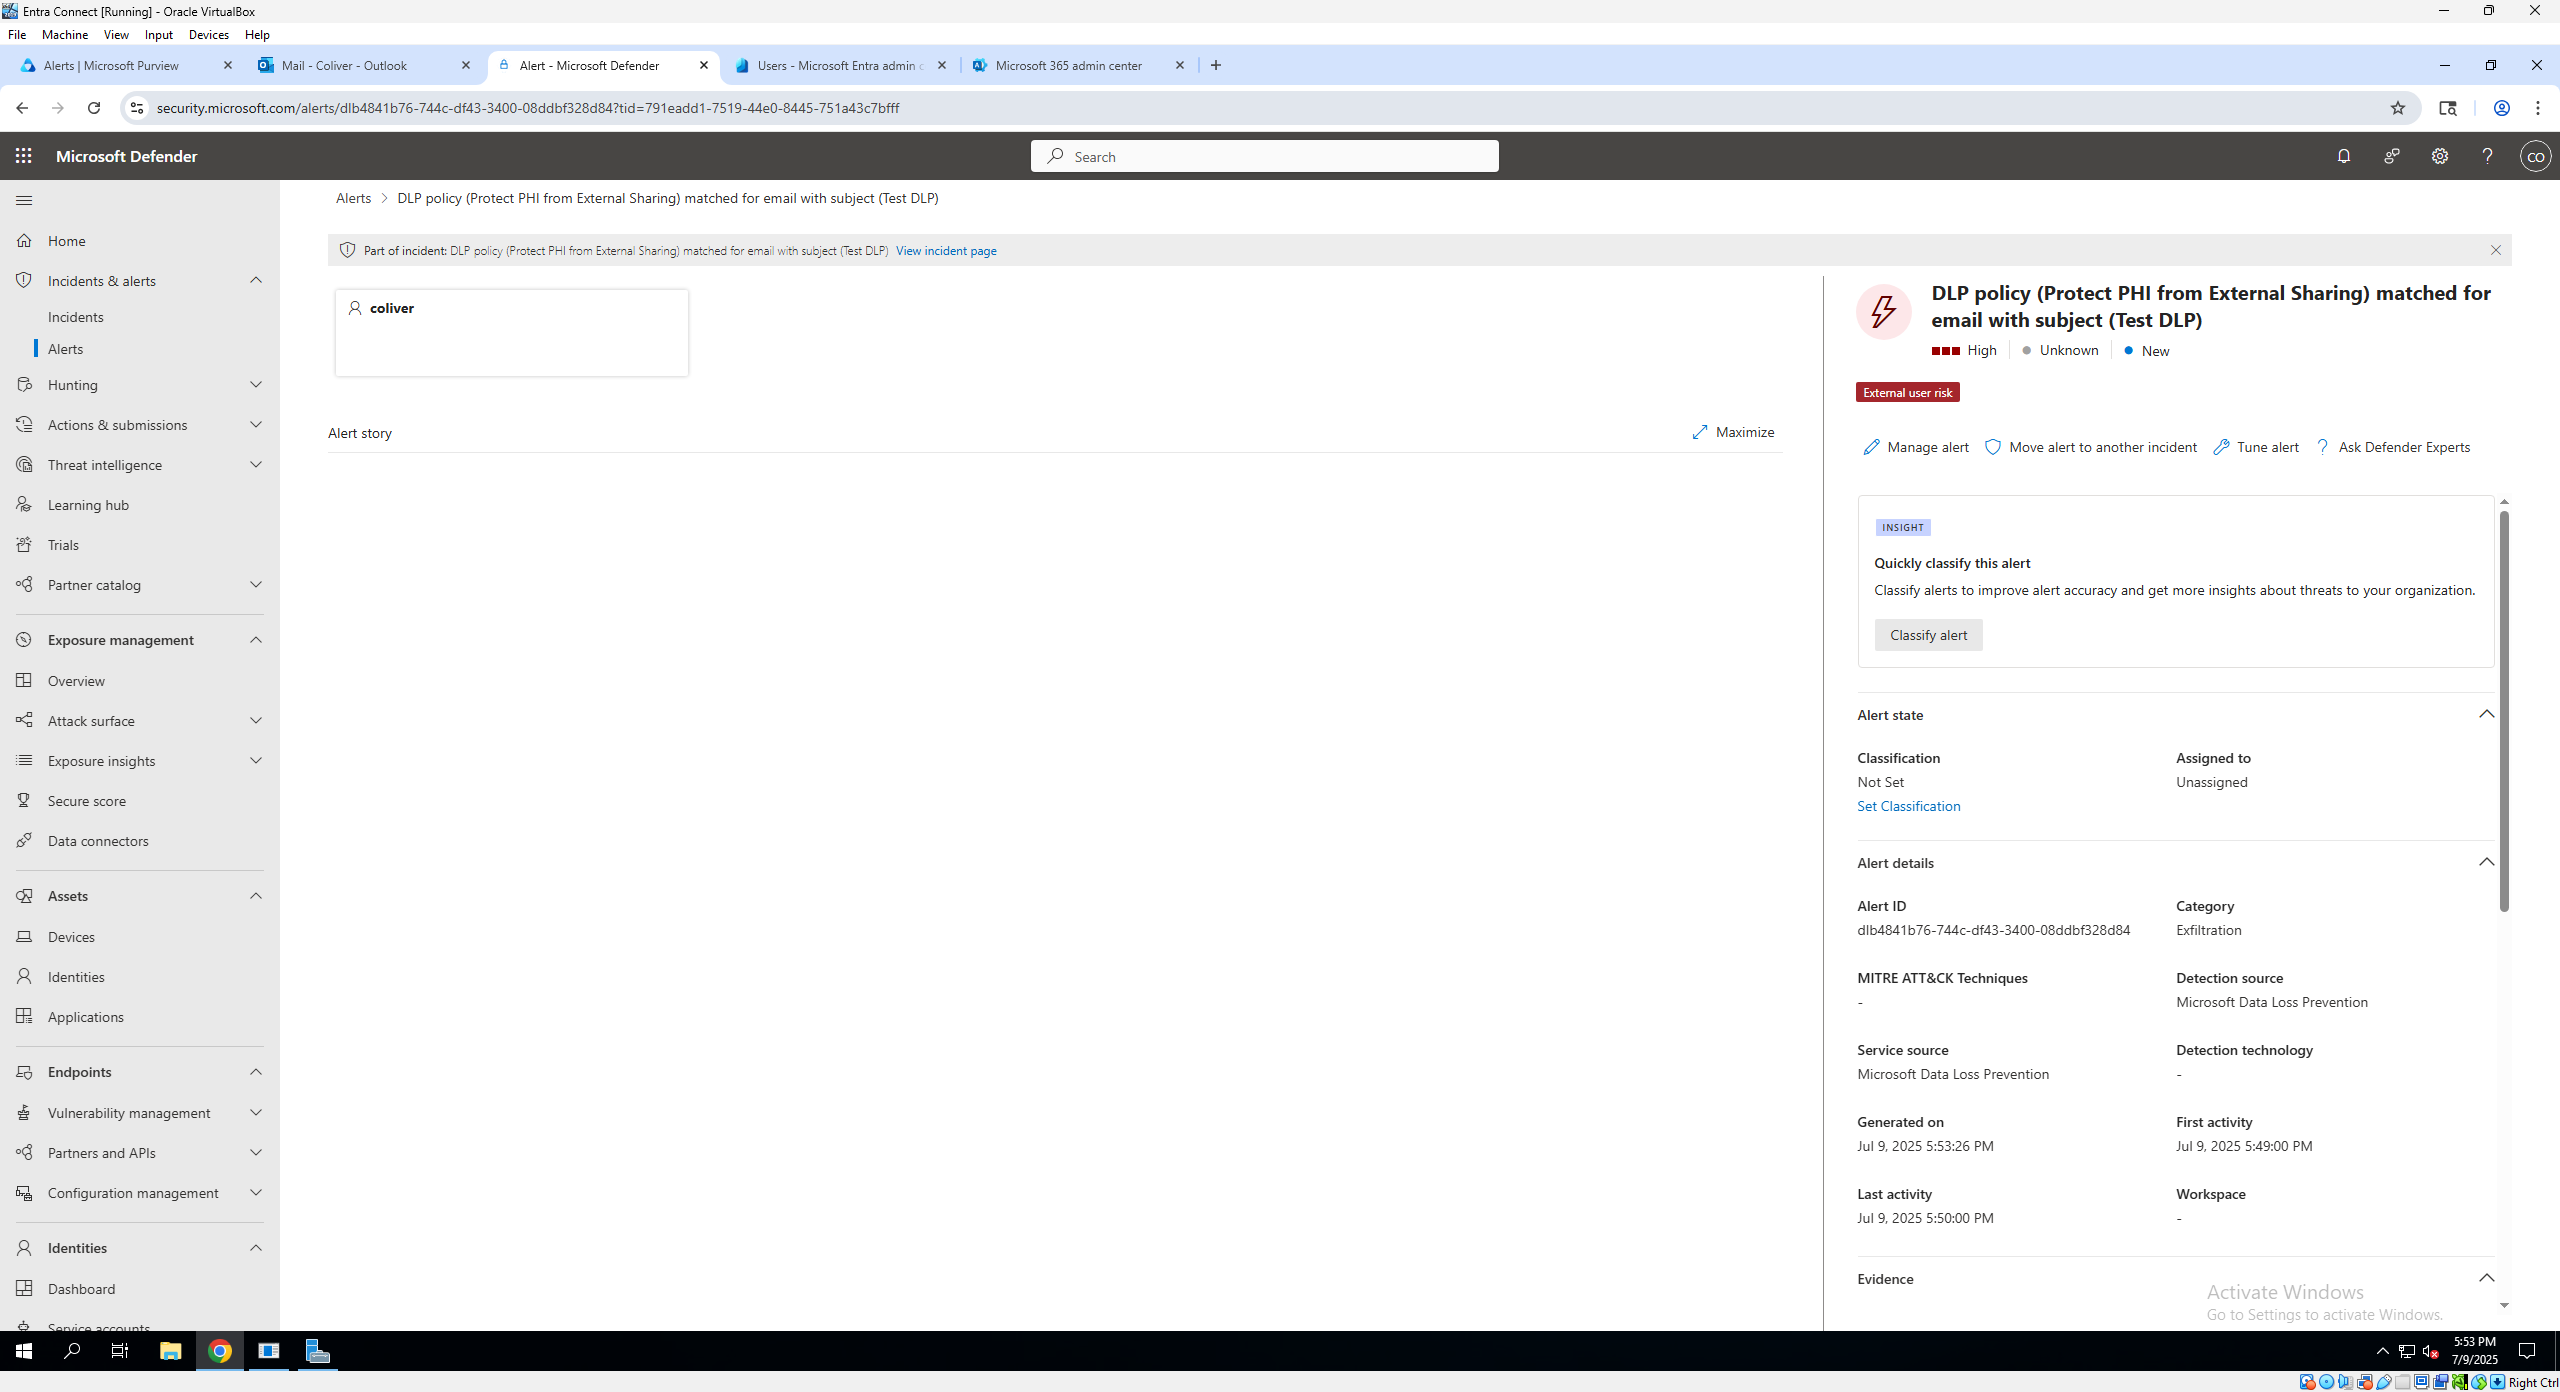 Entra Connect [Running] - Oracle VirtualBox
File Machine View Input Devices Help
Alerts | Microsoft Purview
Mail - Coliver - Outlook
Alert - Microsoft Defender
Users - Microsoft Entra admin c
Microsoft 365 admin center
security.microsoft.com/alerts/dlb4841b76-744c-df43-3400-08ddbf328d84?tid=791eadd1-7519-44e0-8445-751a43c7bfff
Microsoft Defender
Search
CO
Home
Incidents & alerts
Incidents
Alerts
Hunting
Actions & submissions
Threat intelligence
Learning hub
Trials
Partner catalog
Exposure management
Overview
Attack surface
Exposure insights
Secure score
Data connectors
Assets
Devices
Identities
Applications
Endpoints
Vulnerability management
Partners and APIs
Configuration management
Identities
Dashboard
Service accounts
Alerts > DLP policy (Protect PHI from External Sharing) matched for email with subject (Test DLP)
Part of incident: DLP policy (Protect PHI from External Sharing) matched for email with subject (Test DLP) View incident page
coliver
Alert story
Maximize
DLP policy (Protect PHI from External Sharing) matched for
email with subject (Test DLP)
High
Unknown
New
External user risk
Manage alert
Move alert to another incident
Tune alert
Ask Defender Experts
INSIGHT
Quickly classify this alert
Classify alerts to improve alert accuracy and get more insights about threats to your organization.
Classify alert
Alert state
Classification
Not Set
Set Classification
Assigned to
Unassigned
Alert details
Alert ID
dlb4841b76-744c-df43-3400-08ddbf328d84
Category
Exfiltration
MITRE ATT&CK Techniques
-
Detection source
Microsoft Data Loss Prevention
Service source
Microsoft Data Loss Prevention
Detection technology
-
Generated on
Jul 9, 2025 5:53:26 PM
First activity
Jul 9, 2025 5:49:00 PM
Last activity
Jul 9, 2025 5:50:00 PM
Workspace
-
Evidence
Activate Windows
Go to Settings to activate Windows.
5:53 PM
7/9/2025
Right Ctrl